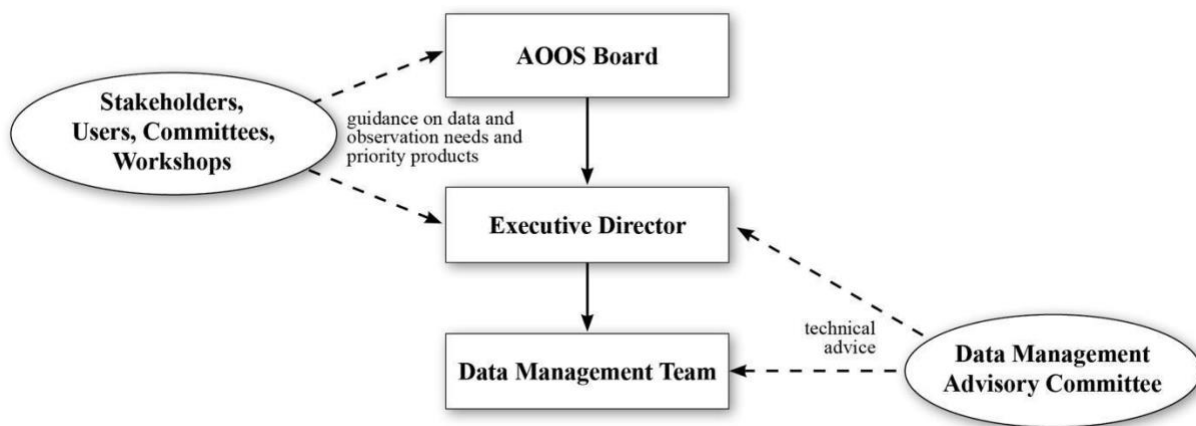 AOOS Board
Stakeholders,
Users, Committees,
Workshops
guidance on data and
observation needs and
priority products
Executive Director
technical
advice
Data Management Team
Data Management
Advisory Committee